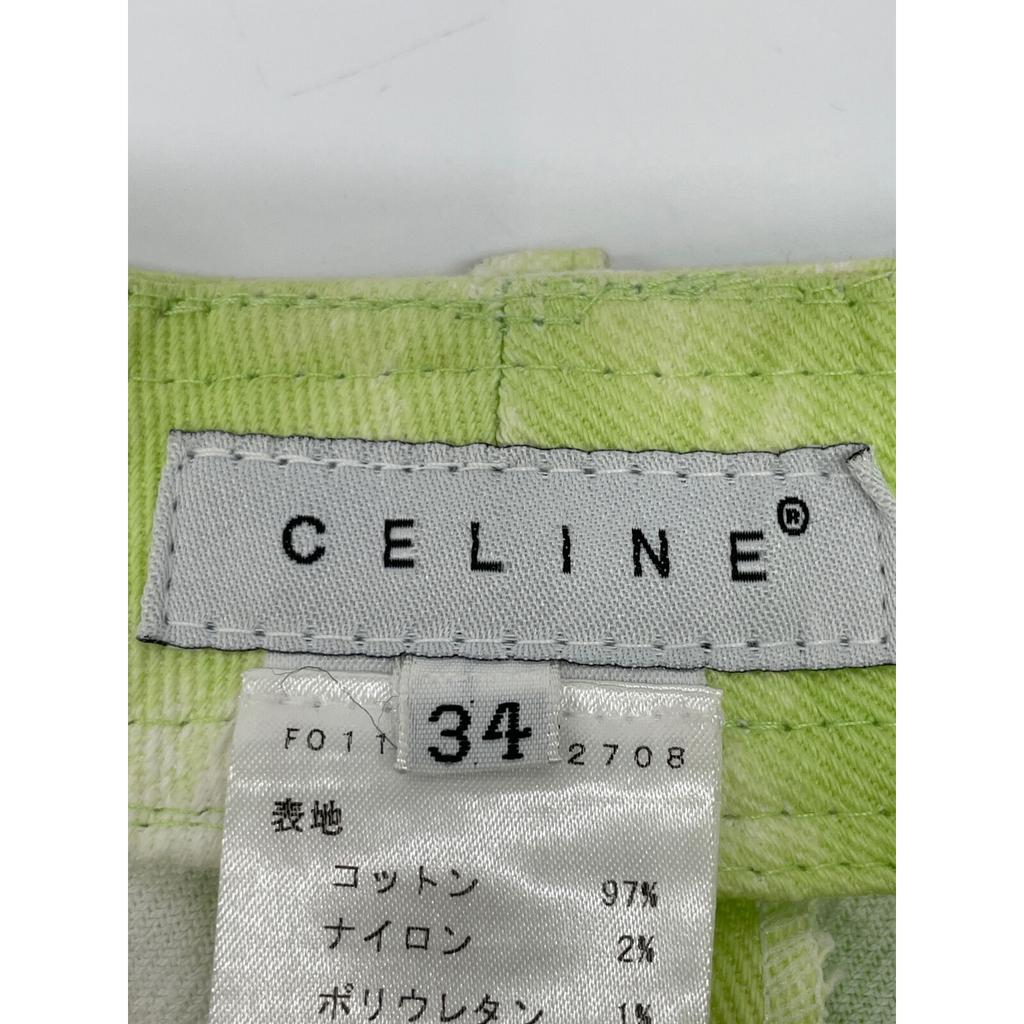 CELINE®
34
F011 2708
表地
コットン 97%
ナイロン 2%
ポリウレタン 1%